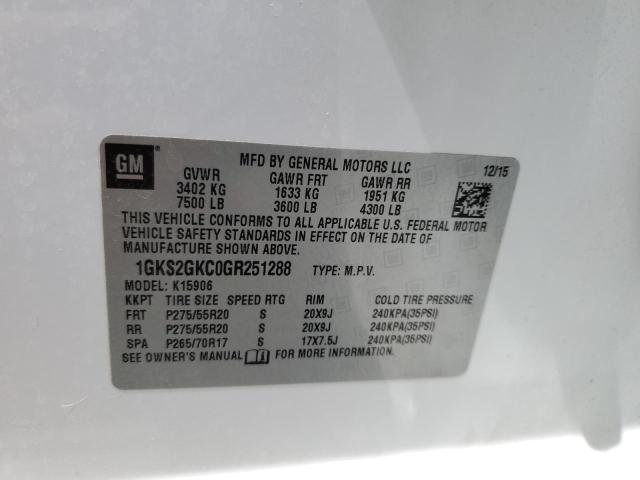 GM
MFD BY GENERAL MOTORS LLC 12/15
GVWR GAWR FRT GAWR RR
3402 KG 1633 KG 1951 KG
7500 LB 3600 LB 4300 LB
THIS VEHICLE CONFORMS TO ALL APPLICABLE U.S. FEDERAL MOTOR
VEHICLE SAFETY STANDARDS IN EFFECT ON THE DATE OF
MANUFACTURE SHOWN ABOVE.
1GKS2GKC0GR251288 TYPE: M.P.V.
MODEL: K15906
KKPT TIRE SIZE SPEED RTG RIM COLD TIRE PRESSURE
FRT P275/55R20 S 20X9J 240KPA(35PSI)
RR P275/55R20 S 20X9J 240KPA(35PSI)
SPA P265/70R17 S 17X7.5J 240KPA(35PSI)
SEE OWNER'S MANUAL FOR MORE INFORMATION.